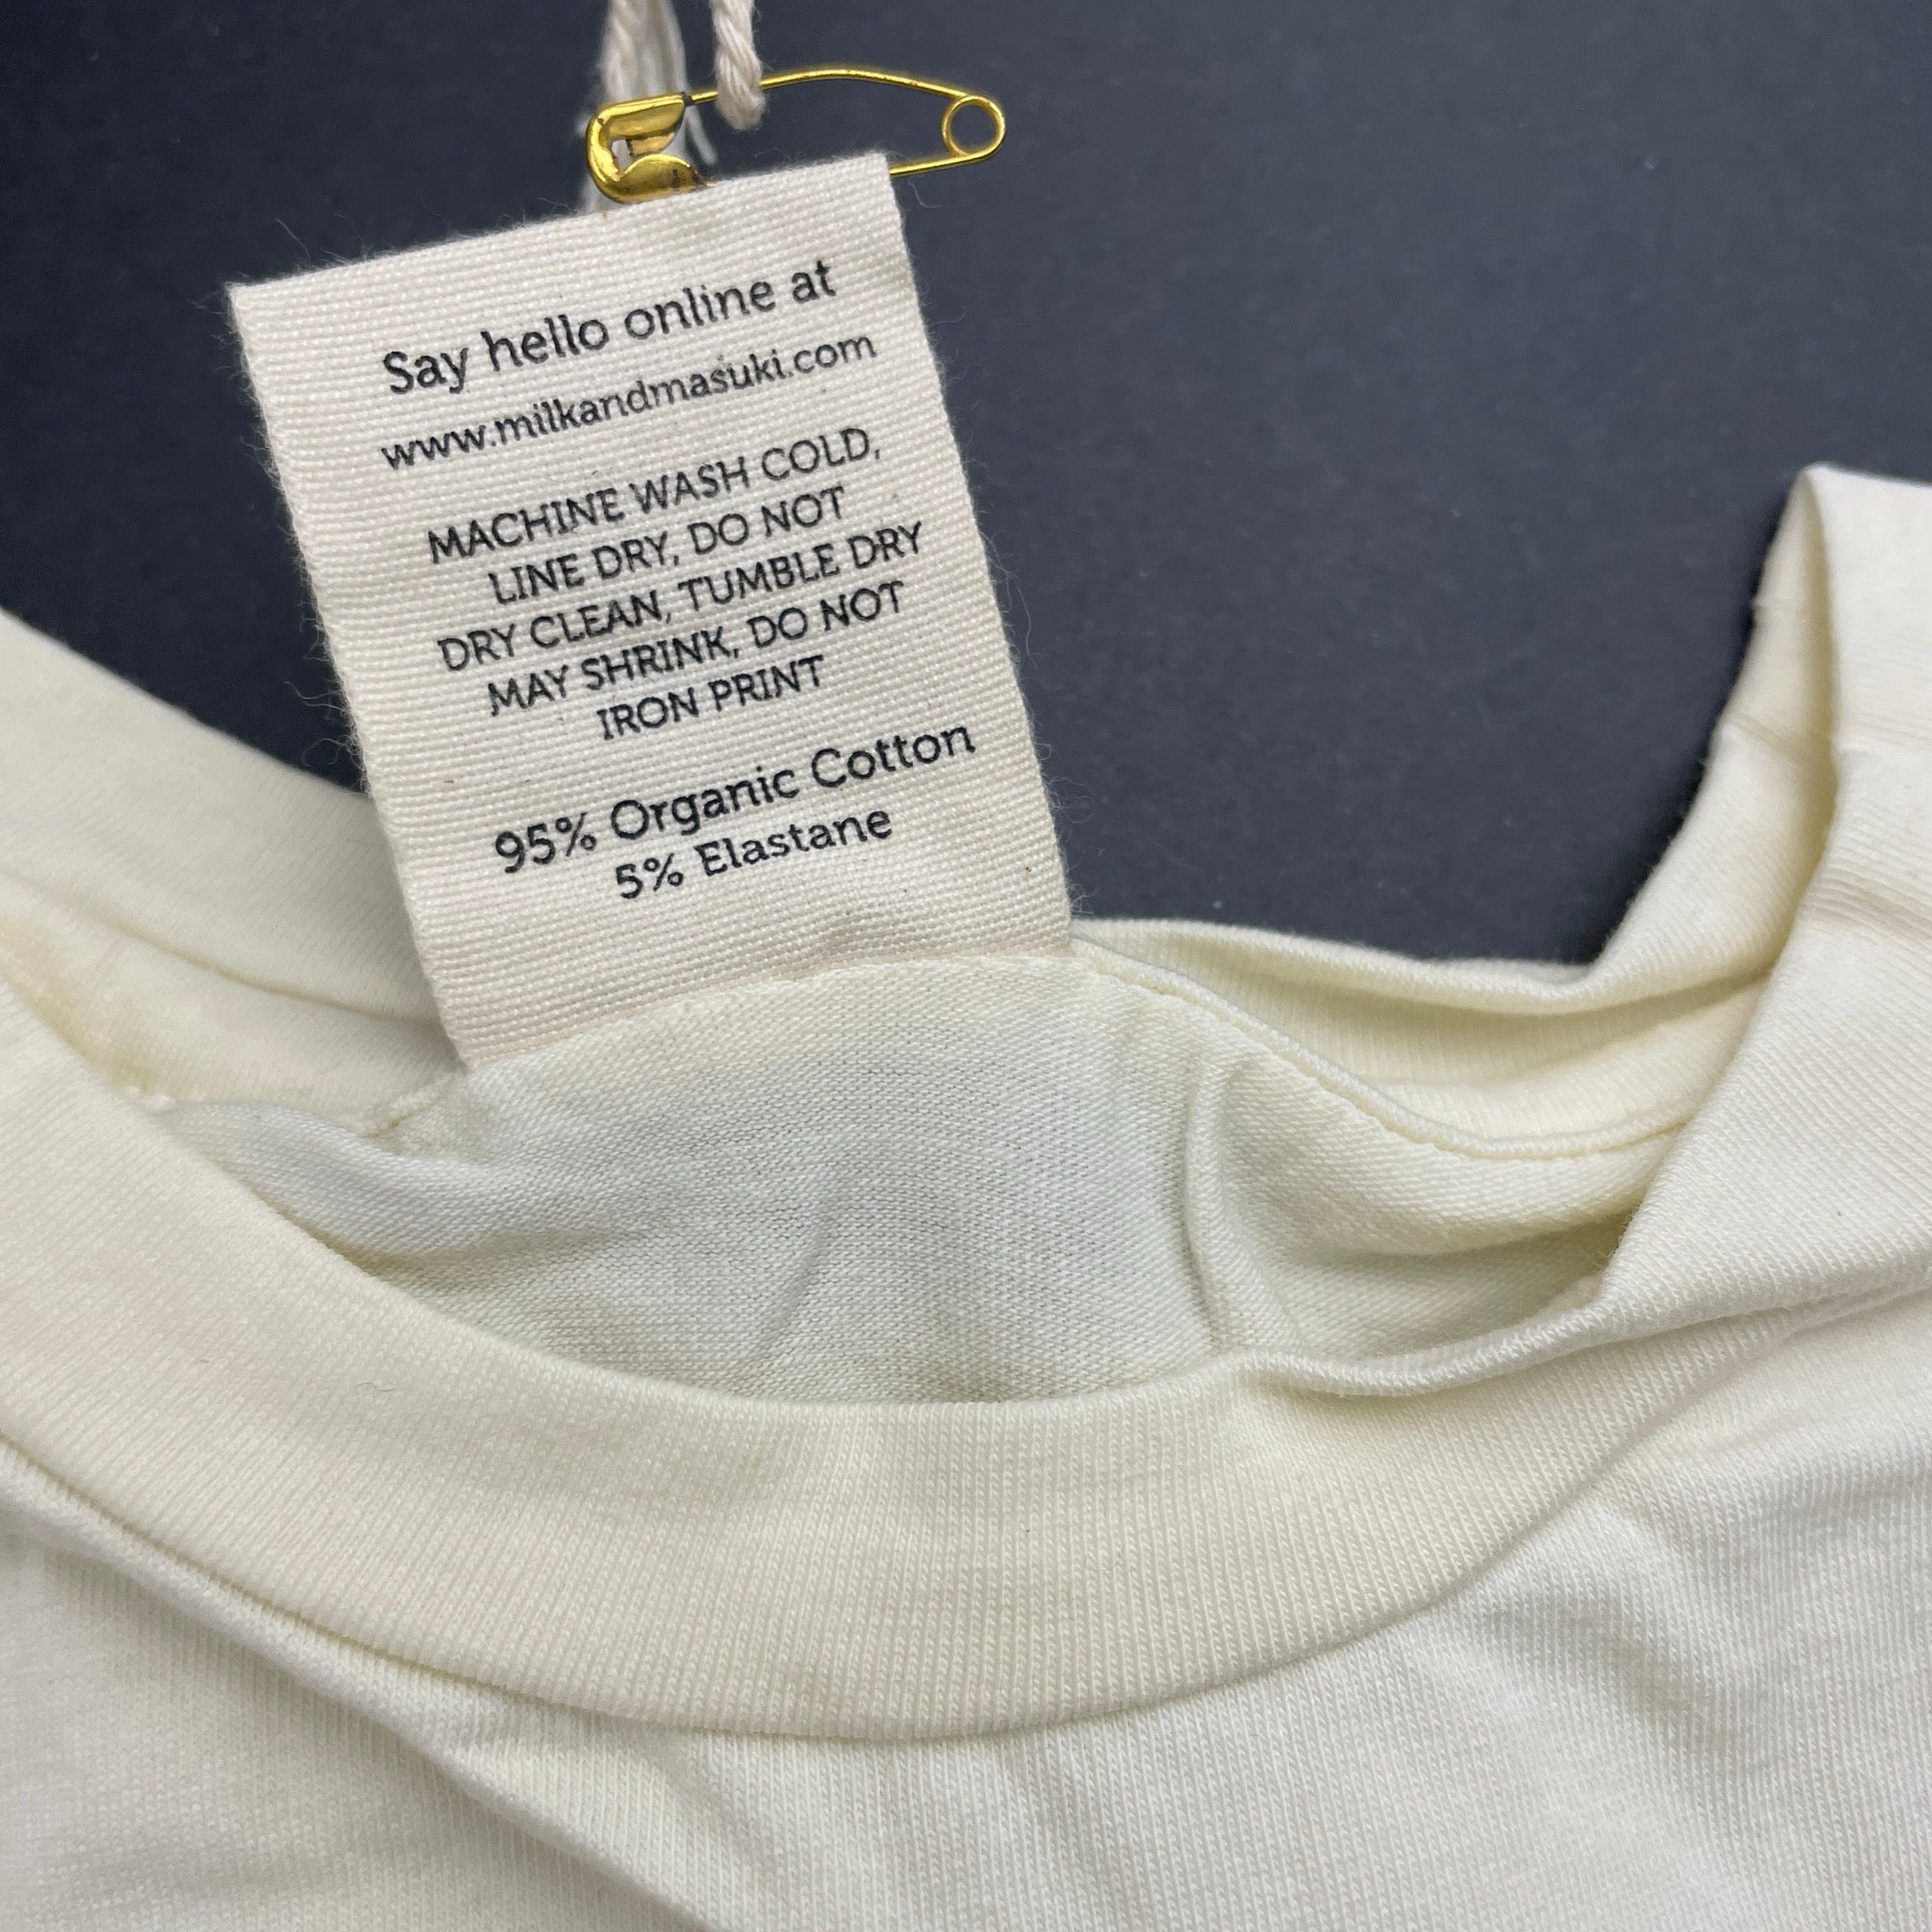 Say hello online at
www.milkandmasuki.com
MACHINE WASH COLD,
LINE DRY, DO NOT
DRY CLEAN, TUMBLE DRY
MAY SHRINK, DO NOT
IRON PRINT
95% Organic Cotton
5% Elastane